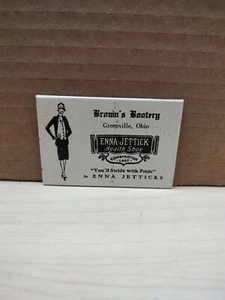 Brown's Bootery
Greenville, Ohio
ENNA JETTICK
Health Shoe
"You'll Stride with Pride"
in ENNA JETTICKS